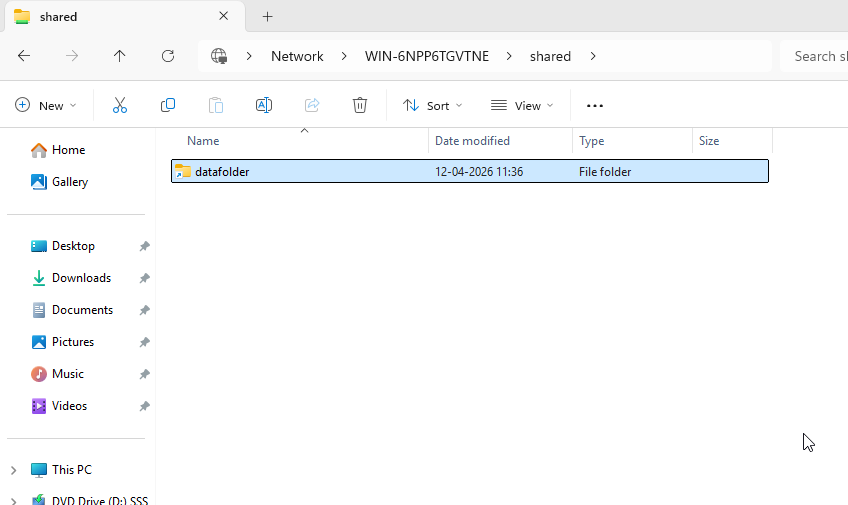 shared
Network > WIN-6NPP6TGVTNE > shared >
Search sh
New
Sort
View
Name
Date modified
Type
Size
Home
datafolder
12-04-2026 11:36
File folder
Gallery
Desktop
Downloads
Documents
Pictures
Music
Videos
This PC
DVD Drive (D:) SSS